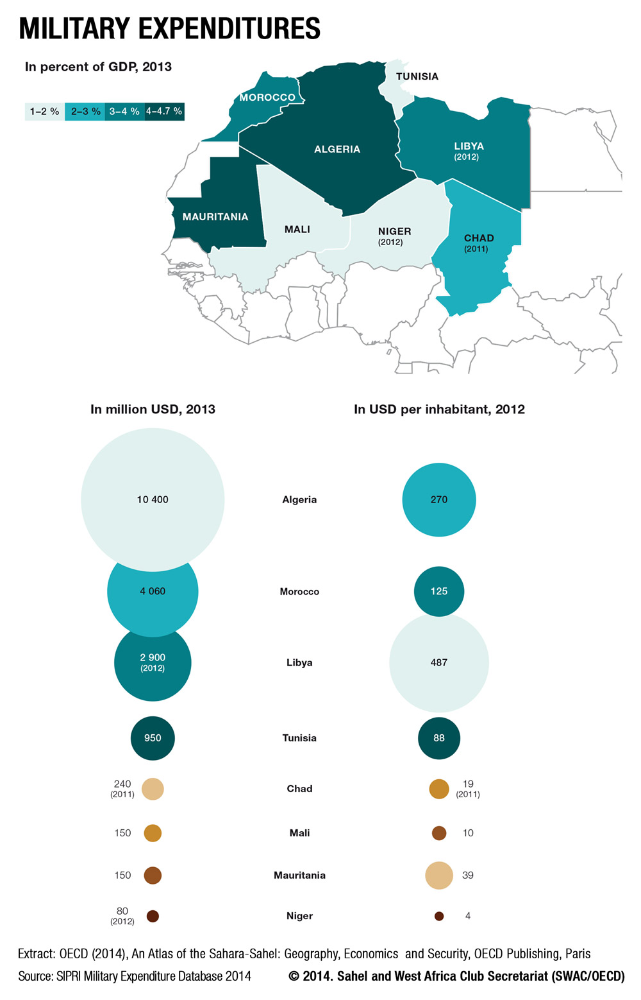 MILITARY EXPENDITURES
In percent of GDP, 2013
1–2 % 2–3 % 3–4 % 4–4.7 %
TUNISIA
MOROCCO
ALGERIA
LIBYA
(2012)
MAURITANIA
MALI
NIGER
(2012)
CHAD
(2011)
In million USD, 2013 In USD per inhabitant, 2012
10 400 Algeria 270
4 060 Morocco 125
2 900
(2012)
Libya 487
950 Tunisia 88
240
(2011)
Chad
19
(2011)
150 Mali 10
150 Mauritania 39
80
(2012)
Niger 4
Extract: OECD (2014), An Atlas of the Sahara-Sahel: Geography, Economics and Security, OECD Publishing, Paris
Source: SIPRI Military Expenditure Database 2014 © 2014. Sahel and West Africa Club Secretariat (SWAC/OECD)